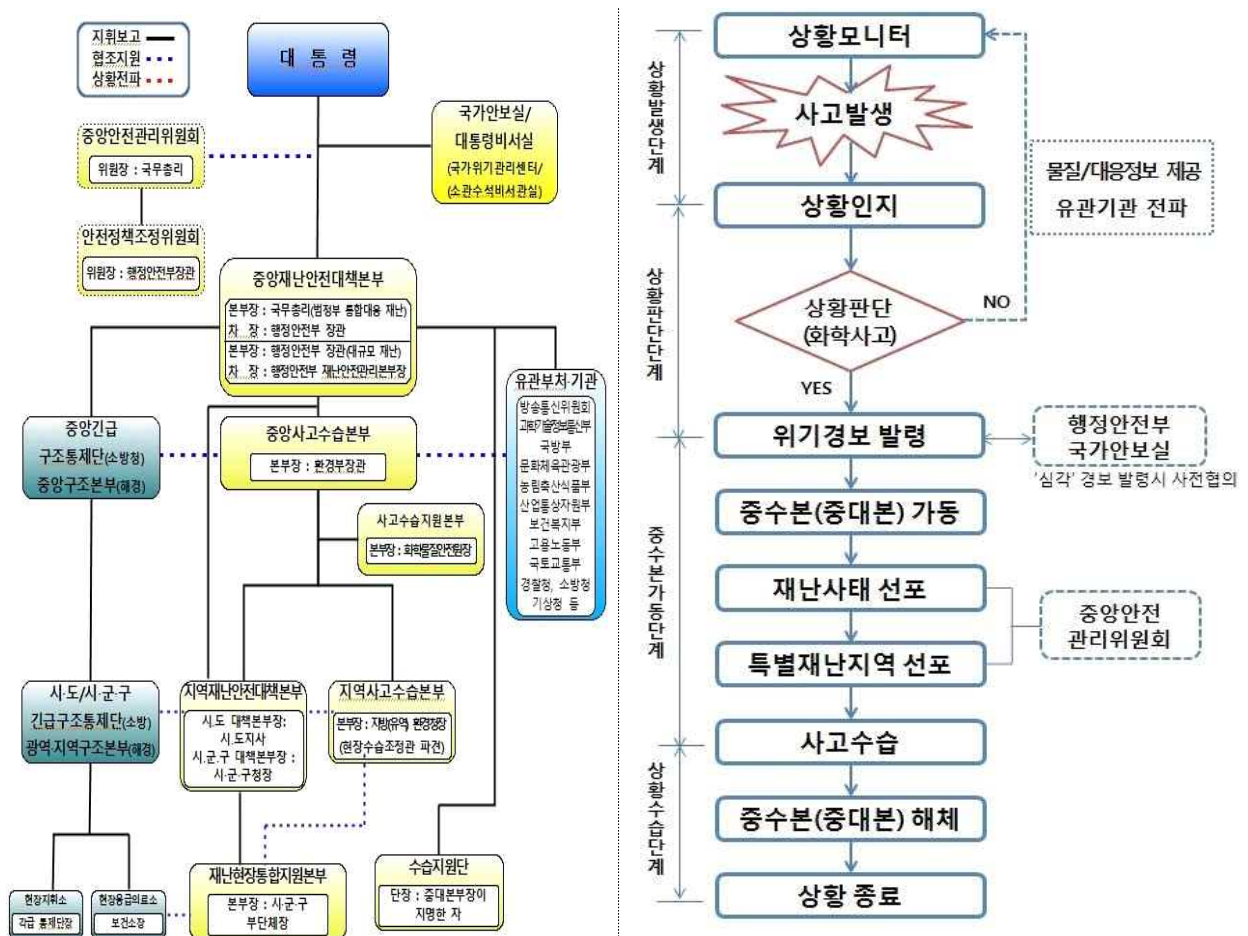 지휘보고
협조지원
상황전파
대 통 령
국가안보실/
대통령비서실
(국가위기관리센터/
(소관수석비서관실)
중앙안전관리위원회
위원장 : 국무총리
안전정책조정위원회
위원장 : 행정안전부장관
중앙재난안전대책본부
본부장 : 국무총리(범정부 통합대응 재난)
차 장 : 행정안전부 장관
본부장 : 행정안전부 장관(대규모 재난)
차 장 : 행정안전부 재난안전관리본부장
유관부처·기관
방송통신위원회
과학기술정보통신부
국방부
문화체육관광부
농림축산식품부
산업통상자원부
보건복지부
고용노동부
국토교통부
경찰청, 소방청
기상청 등
중앙긴급
구조통제단(소방청)
중앙구조본부(해경)
중앙사고수습본부
본부장 : 환경부장관
사고수습지원본부
본부장 : 화학물질안전원장
시·도/시·군·구
긴급구조통제단(소방)
광역·지역구조본부(해경)
지역재난안전대책본부
시.도 대책본부장:
시.도지사
시.군.구 대책본부장 :
시·군·구청장
지역사고수습본부
본부장 : 지방(유역) 환경청장
(현장수습조정관 파견)
현장지휘소
각급 통제단장
현장응급의료소
보건소장
재난현장통합지원본부
본부장 : 시·군·구
부단체장
수습지원단
단장 : 중대본부장이
지명한 자
상황발생단계
상황판단단계
중수본가동단계
상황수습단계
상황모니터
사고발생
상황인지
물질/대응정보 제공
유관기관 전파
상황판단
(화학사고)
NO
YES
위기경보 발령
행정안전부
국가안보실
'심각' 경보 발령시 사전협의
중수본(중대본) 가동
재난사태 선포
특별재난지역 선포
중앙안전
관리위원회
사고수습
중수본(중대본) 해체
상황 종료